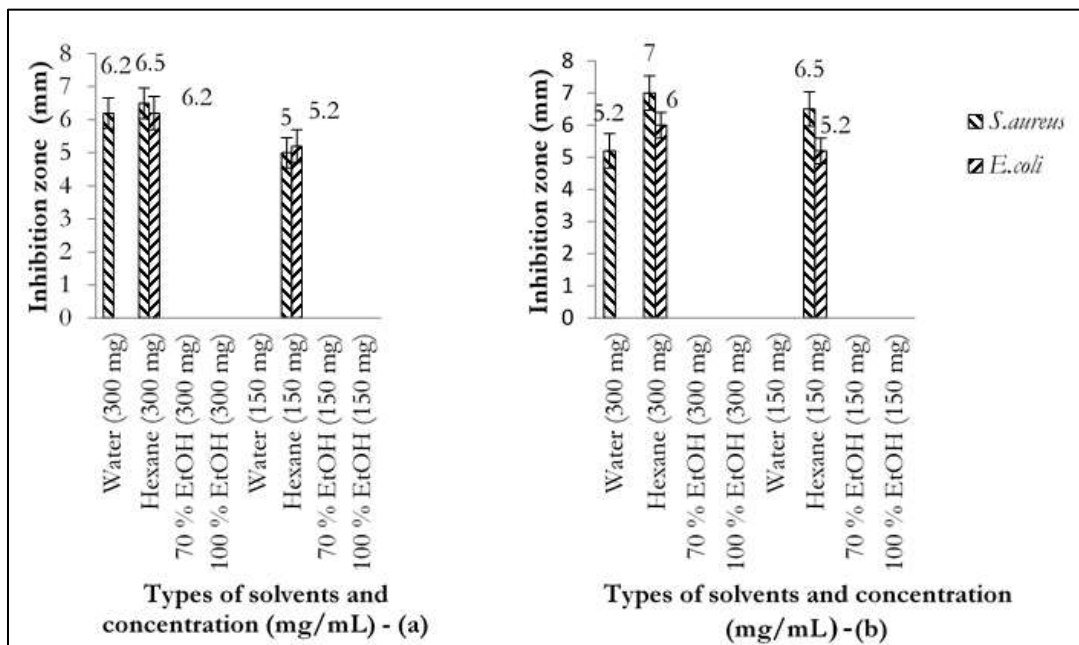 8
7
6
5
4
3
2
1
0
Inhibition zone (mm)
6.2
6.5
6.2
5
5.2
Water (300 mg)
Hexane (300 mg)
70 % EtOH (300 mg)
100 % EtOH (300 mg)
Water (150 mg)
Hexane (150 mg)
70 % EtOH (150 mg)
100 % EtOH (150 mg)
Types of solvents and
concentration (mg/mL) - (a)
8
7
6
5
4
3
2
1
0
Inhibition zone (mm)
5.2
7
6
6.5
5.2
Water (300 mg)
Hexane (300 mg)
70 % EtOH (300 mg)
100 % EtOH (300 mg)
Water (150 mg)
Hexane (150 mg)
70 % EtOH (150 mg)
100 % EtOH (150 mg)
Types of solvents and concentration
(mg/mL) -(b)
S.aureus
E.coli